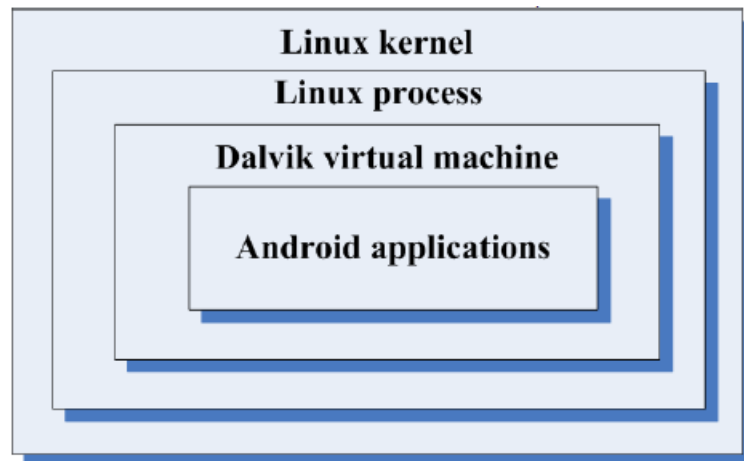 Linux kernel
Linux process
Dalvik virtual machine
Android applications